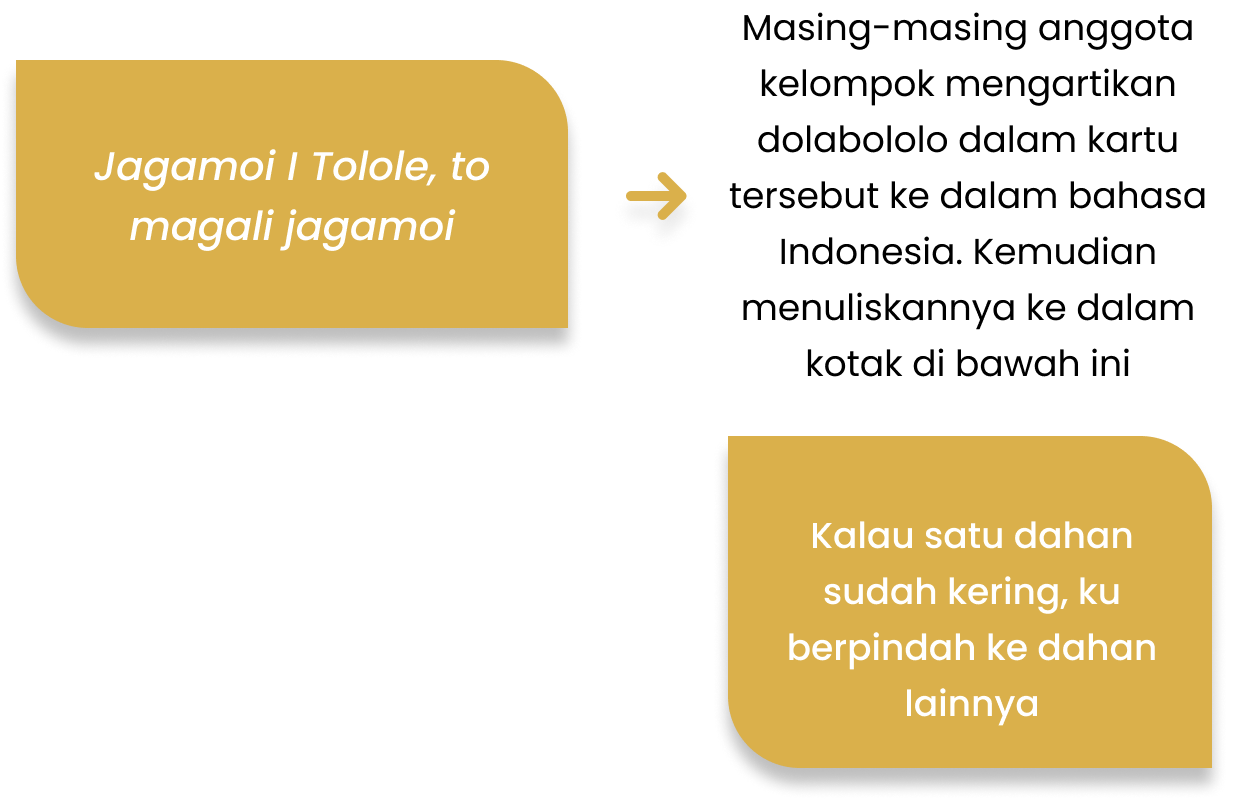 Jagamoi I Tolole, to
magali jagamoi
Masing-masing anggota
kelompok mengartikan
dolabololo dalam kartu
tersebut ke dalam bahasa
Indonesia. Kemudian
menuliskannya ke dalam
kotak di bawah ini
Kalau satu dahan
sudah kering, ku
berpindah ke dahan
lainnya